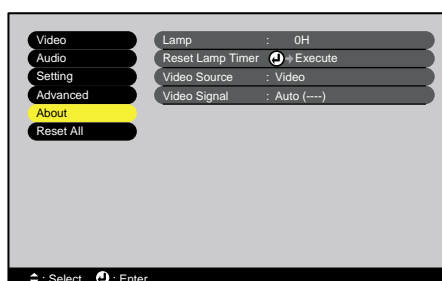 Video
Audio
Setting
Advanced
About
Reset All
Lamp : 0H
Reset Lamp Timer Execute
Video Source : Video
Video Signal : Auto (----)
: Select : Enter